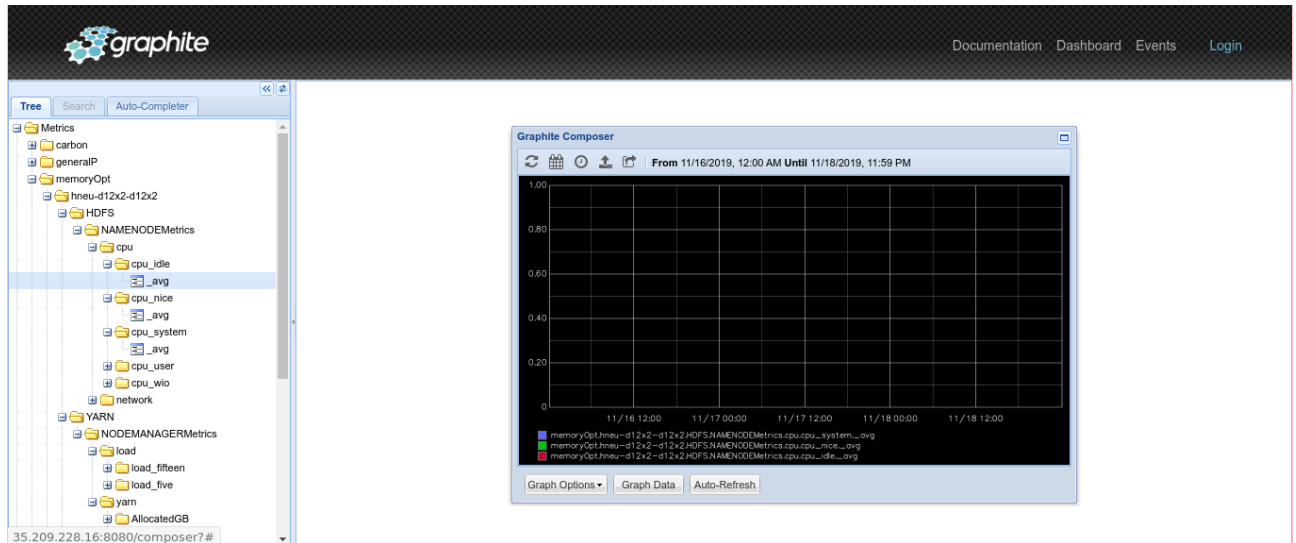 graphite
Documentation Dashboard Events Login
Tree Search Auto-Completer
Metrics
carbon
generalP
memoryOpt
hneu-d12x2-d12x2
HDFS
NAMENODEMetrics
cpu
cpu_idle
_avg
cpu_nice
_avg
cpu_system
_avg
cpu_user
cpu_wio
network
YARN
NODEMANAGERMetrics
load
load_fifteen
load_five
yarn
AllocatedGB
35.209.228.16:8080/composer?#
Graphite Composer
From 11/16/2019, 12:00 AM Until 11/18/2019, 11:59 PM
1.00
0.80
0.60
0.40
0.20
0
11/16 12:00 11/17 00:00 11/17 12:00 11/18 00:00 11/18 12:00
memoryOpt.hneu-d12x2-d12x2.HDFS.NAMENODEMetrics.cpu.cpu_system._avg
memoryOpt.hneu-d12x2-d12x2.HDFS.NAMENODEMetrics.cpu.cpu_nice._avg
memoryOpt.hneu-d12x2-d12x2.HDFS.NAMENODEMetrics.cpu.cpu_idle._avg
Graph Options Graph Data Auto-Refresh